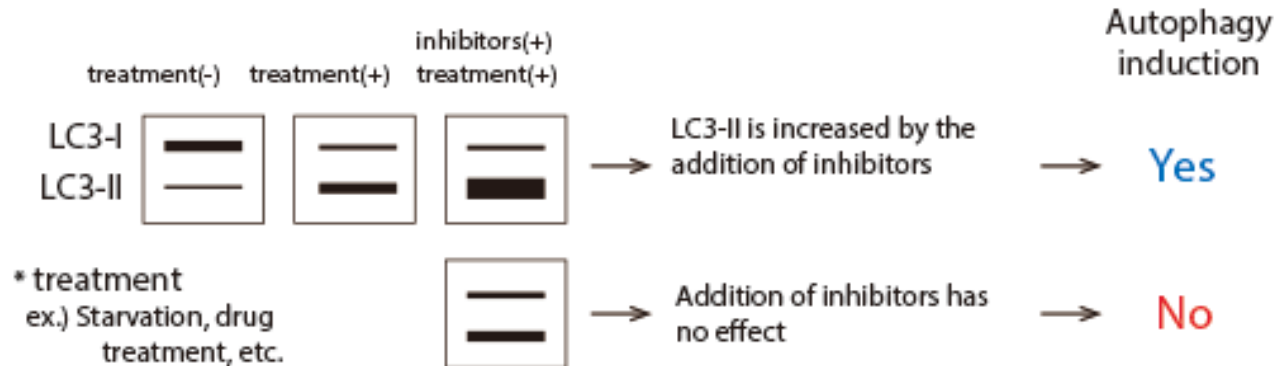 inhibitors(+)
treatment(-) treatment(+) treatment(+)
Autophagy
induction
LC3-I
LC3-II
LC3-II is increased by the
addition of inhibitors
Yes
* treatment
ex.) Starvation, drug
treatment, etc.
Addition of inhibitors has
no effect
No